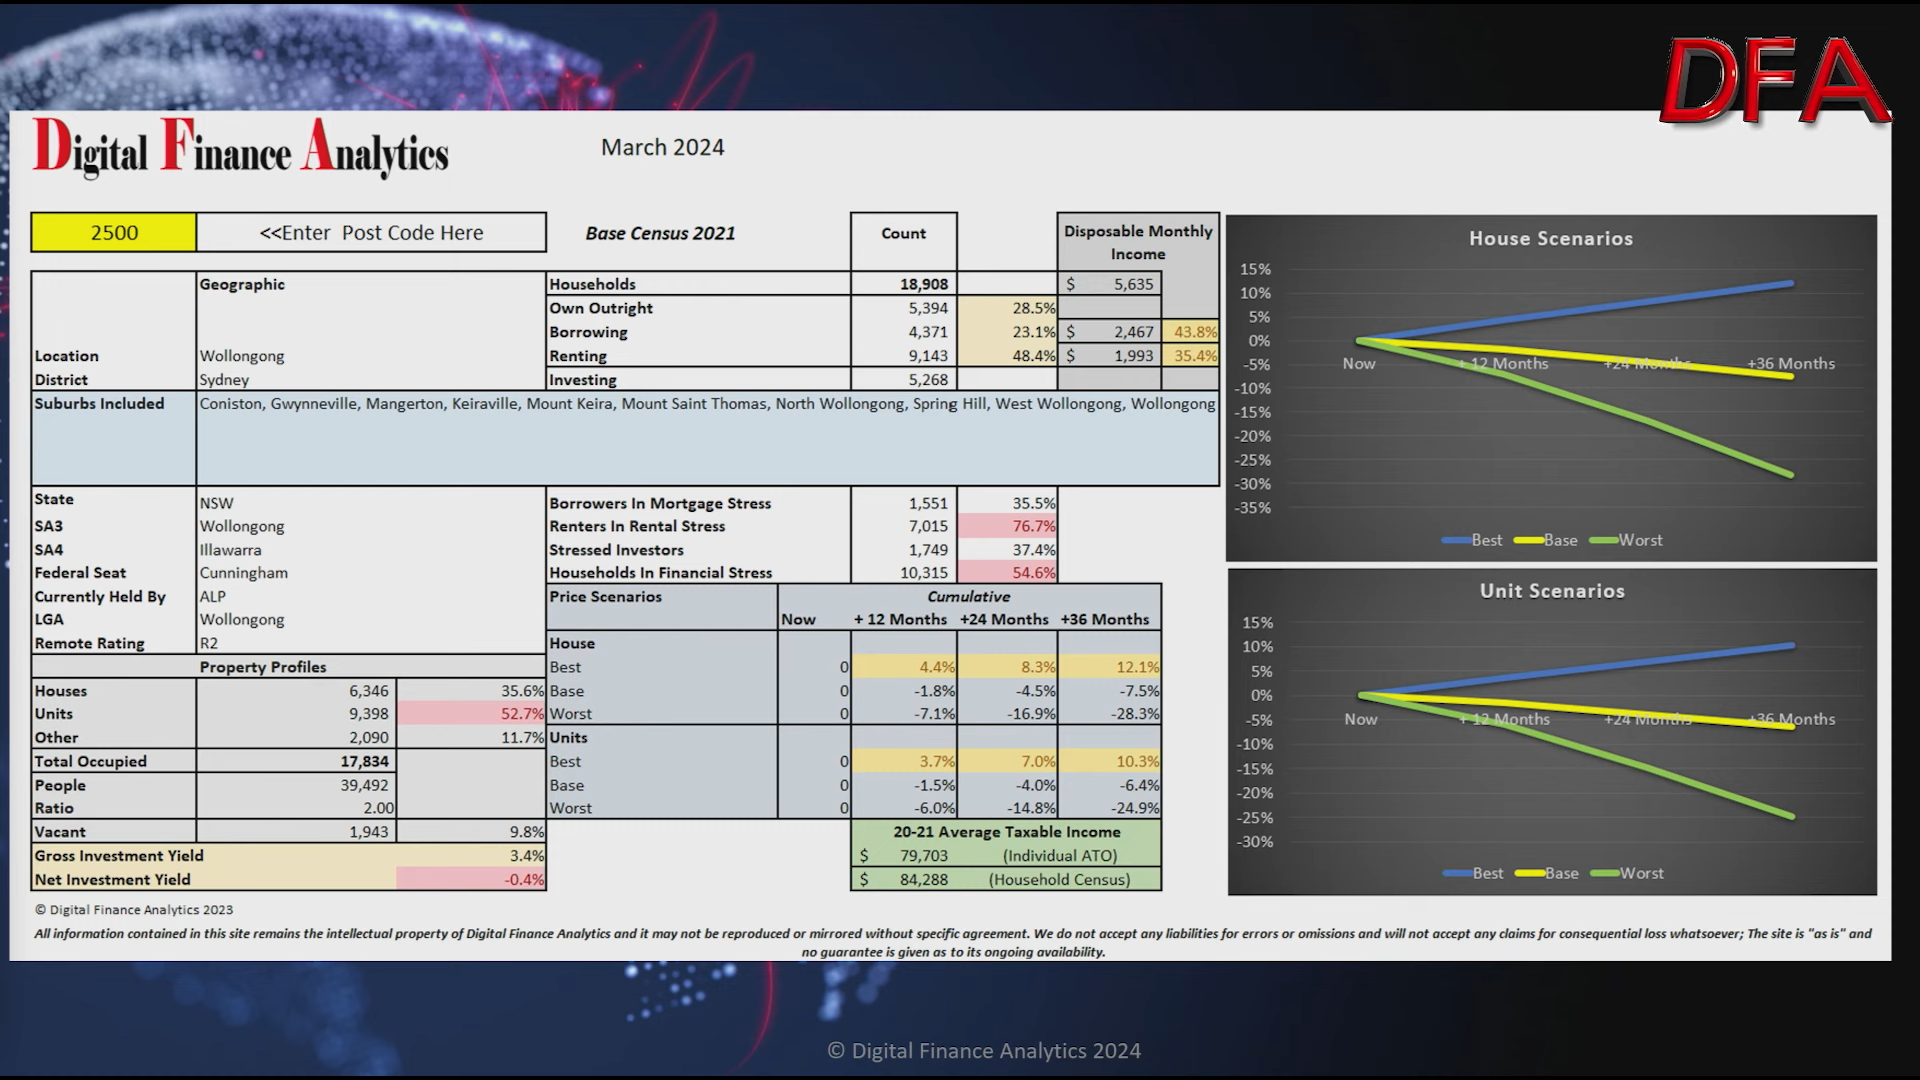 DFA
Digital Finance Analytics
March 2024
2500 <<Enter Post Code Here Base Census 2021 Count Disposable Monthly Income
Geographic Households 18,908 $ 5,635
Own Outright 5,394 28.5%
Borrowing 4,371 23.1% $ 2,467 43.8%
Location Wollongong Renting 9,143 48.4% $ 1,993 35.4%
District Sydney Investing 5,268
Suburbs Included Coniston, Gwynneville, Mangerton, Keiraville, Mount Keira, Mount Saint Thomas, North Wollongong, Spring Hill, West Wollongong, Wollongong
State NSW Borrowers In Mortgage Stress 1,551 35.5%
SA3 Wollongong Renters In Rental Stress 7,015 76.7%
SA4 Illawarra Stressed Investors 1,749 37.4%
Federal Seat Cunningham Households In Financial Stress 10,315 54.6%
Currently Held By ALP Price Scenarios Cumulative
LGA Wollongong Now + 12 Months +24 Months +36 Months
Remote Rating R2 House
Property Profiles Best 0 4.4% 8.3% 12.1%
Houses 6,346 35.6% Base 0 -1.8% -4.5% -7.5%
Units 9,398 52.7% Worst 0 -7.1% -16.9% -28.3%
Other 2,090 11.7% Units
Total Occupied 17,834 Best 0 3.7% 7.0% 10.3%
People 39,492 Base 0 -1.5% -4.0% -6.4%
Ratio 2.00 Worst 0 -6.0% -14.8% -24.9%
Vacant 1,943 9.8% 20-21 Average Taxable Income
Gross Investment Yield 3.4% $ 79,703 (Individual ATO)
Net Investment Yield -0.4% $ 84,288 (Household Census)
House Scenarios
15%
10%
5%
0%
-5%
-10%
-15%
-20%
-25%
-30%
-35%
Now + 12 Months +24 Months +36 Months
Best Base Worst
Unit Scenarios
15%
10%
5%
0%
-5%
-10%
-15%
-20%
-25%
-30%
Now + 12 Months +24 Months +36 Months
Best Base Worst
© Digital Finance Analytics 2023
All information contained in this site remains the intellectual property of Digital Finance Analytics and it may not be reproduced or mirrored without specific agreement. We do not accept any liabilities for errors or omissions and will not accept any claims for consequential loss whatsoever; The site is "as is" and
no guarantee is given as to its ongoing availability.
© Digital Finance Analytics 2024